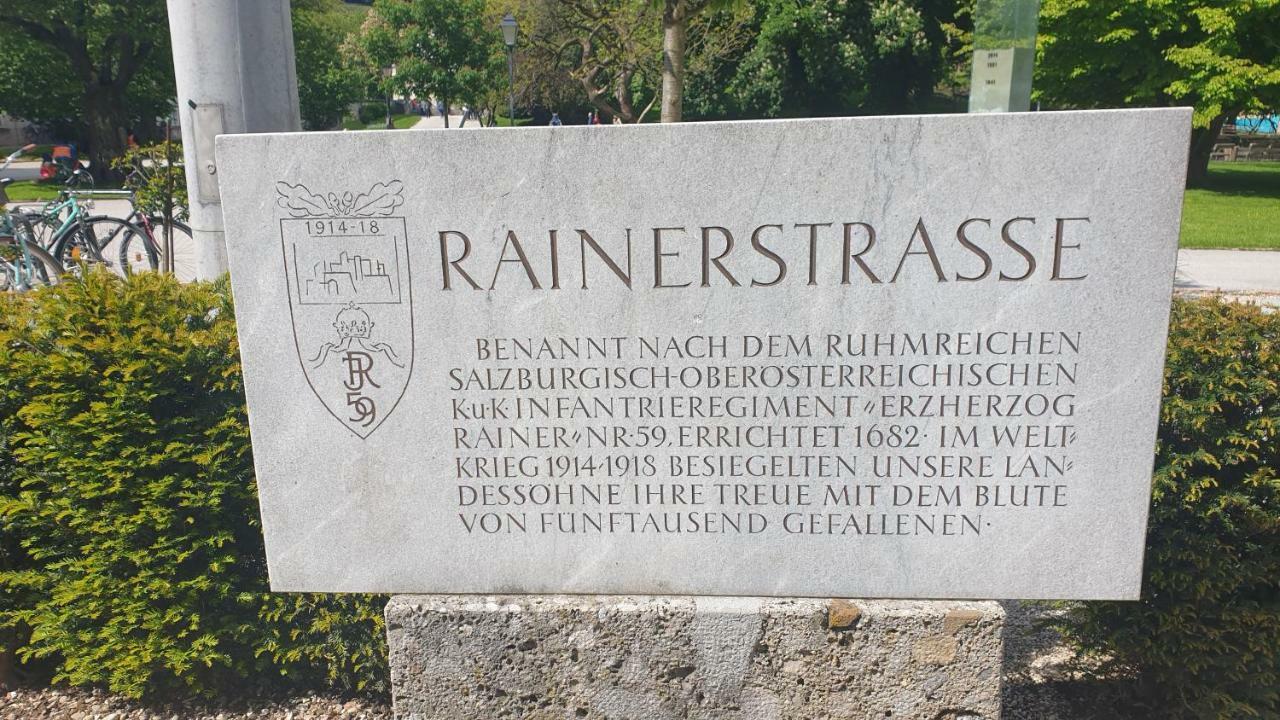 1914-18
RAINERSTRASSE
BENANNT NACH DEM RUHMREICHEN
SALZBURGISCH-OBERÖSTERREICHISCHEN
K.u.K. INFANTRIEREGIMENT „ERZHERZOG
RAINER" NR. 59. ERRICHTET 1682. IM WELT-
KRIEG 1914-1918 BESIEGELTEN UNSERE LAN-
DESSÖHNE IHRE TREUE MIT DEM BLUTE
VON FÜNFTAUSEND GEFALLENEN.
59